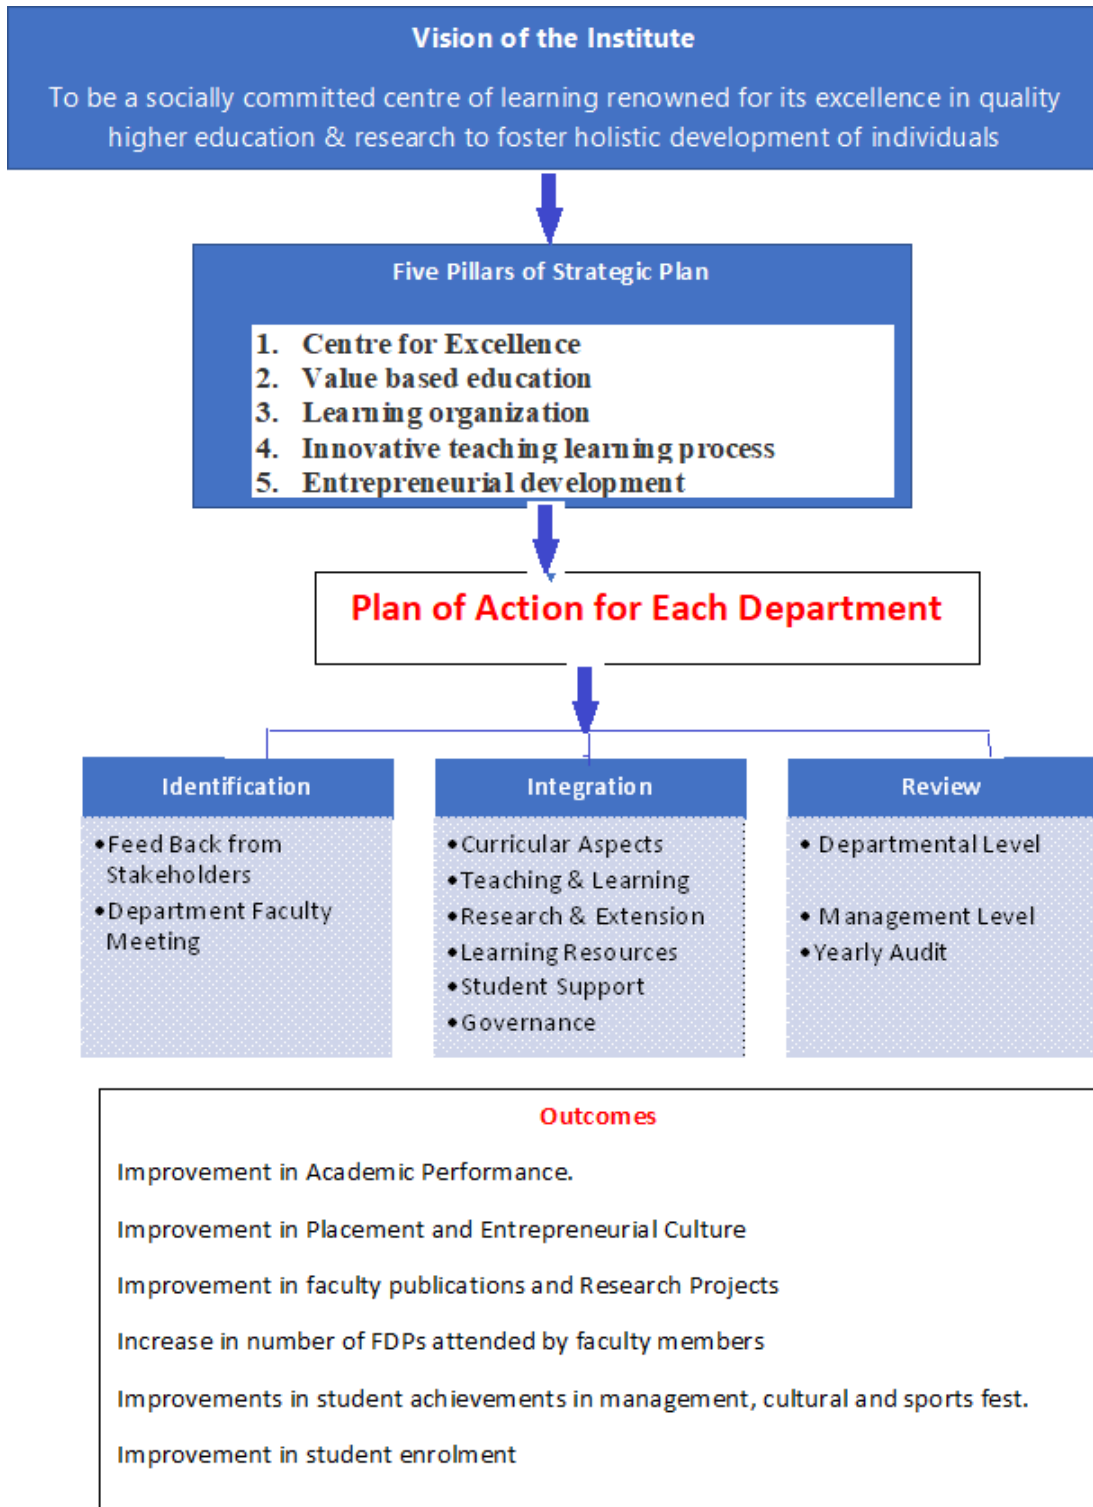 Vision of the Institute
To be a socially committed centre of learning renowned for its excellence in quality
higher education & research to foster holistic development of individuals
Five Pillars of Strategic Plan
1. Centre for Excellence
2. Value based education
3. Learning organization
4. Innovative teaching learning process
5. Entrepreneurial development
Plan of Action for Each Department
Identification
•Feed Back from
Stakeholders
•Department Faculty
Meeting
Integration
•Curricular Aspects
•Teaching & Learning
•Research & Extension
•Learning Resources
•Student Support
•Governance
Review
• Departmental Level
• Management Level
•Yearly Audit
Outcomes
Improvement in Academic Performance.
Improvement in Placement and Entrepreneurial Culture
Improvement in faculty publications and Research Projects
Increase in number of FDPs attended by faculty members
Improvements in student achievements in management, cultural and sports fest.
Improvement in student enrolment